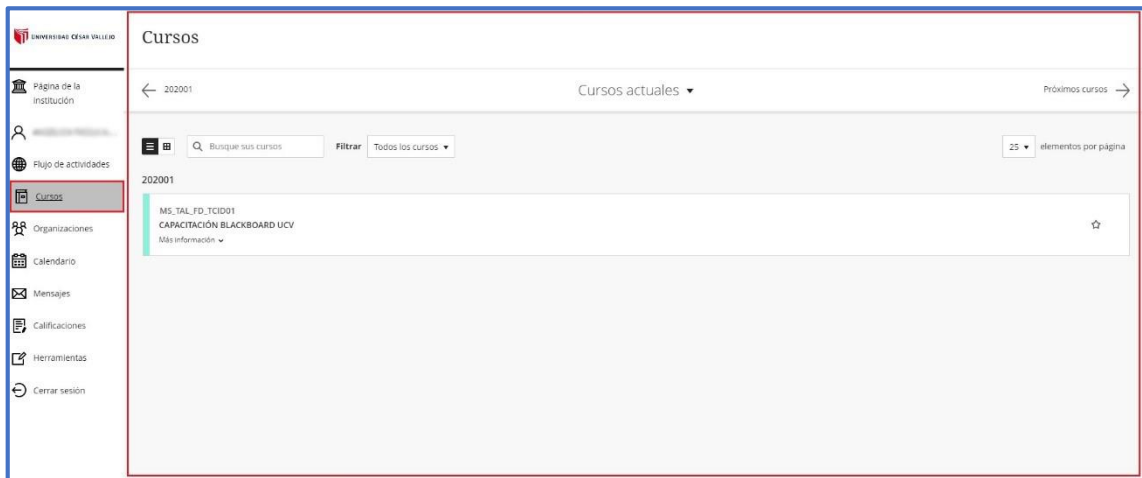 UNIVERSIDAD CÉSAR VALLEJO
Página de la
Institución
Flujo de actividades
Cursos
Organizaciones
Calendario
Mensajes
Calificaciones
Herramientas
Cerrar sesión
Cursos
202001 Cursos actuales Próximos cursos
Busque sus cursos Filtrar Todos los cursos 25 elementos por página
202001
MS_TAL_FD_TCID01
CAPACITACIÓN BLACKBOARD UCV
Más información